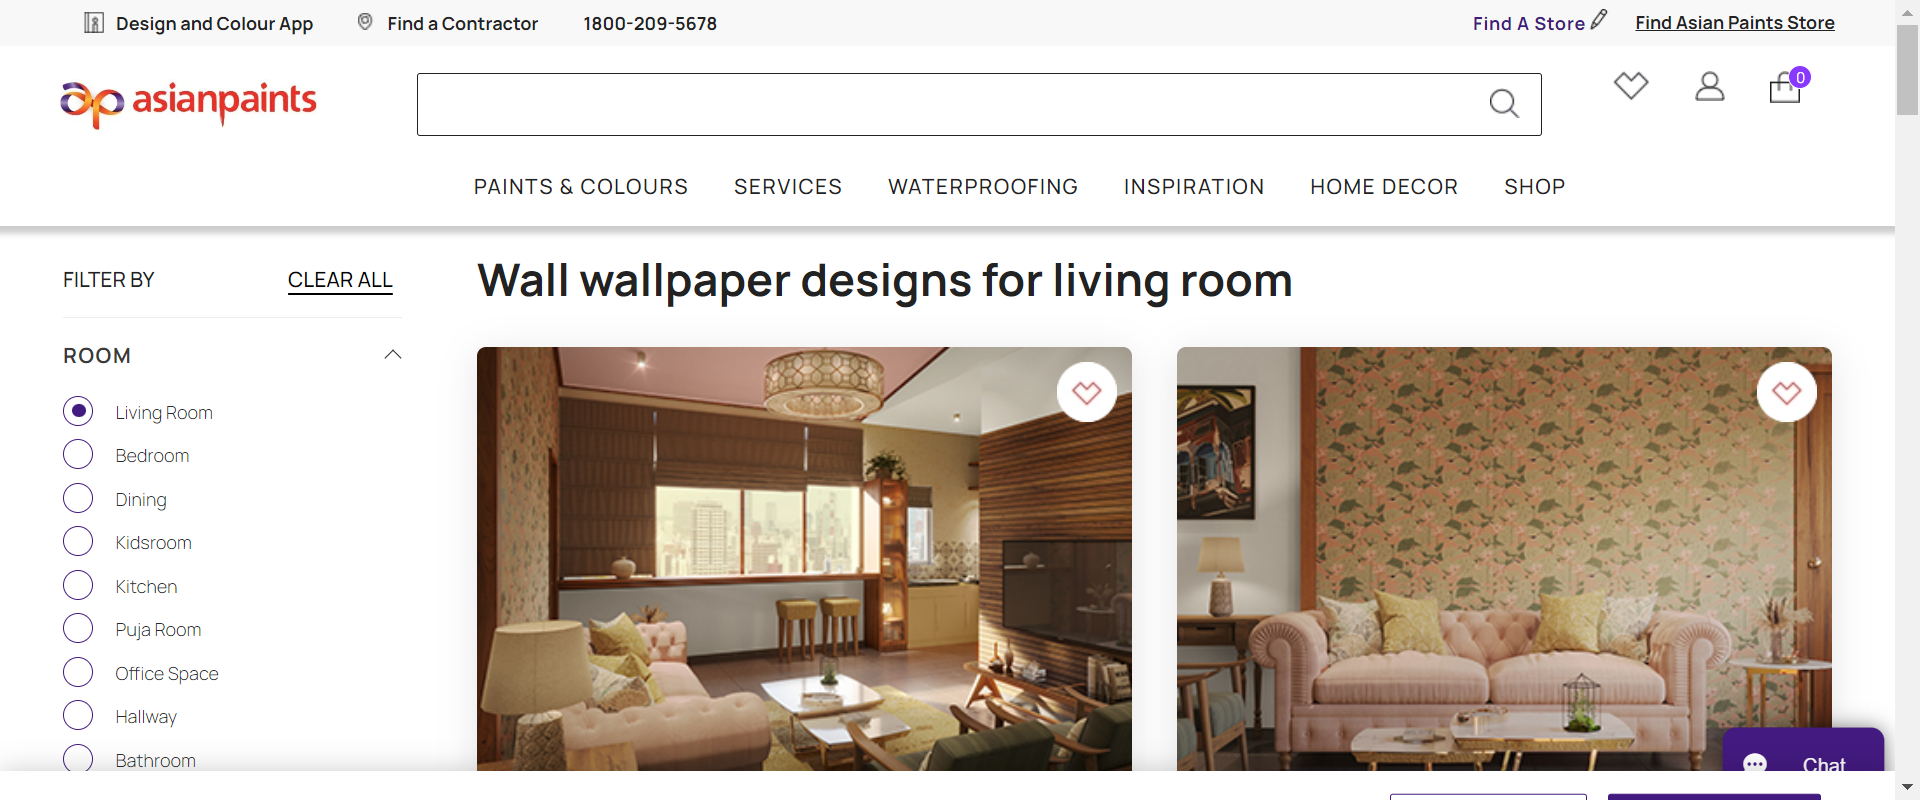 Design and Colour App
Find a Contractor
1800-209-5678
Find A Store
Find Asian Paints Store
asianpaints
0
PAINTS & COLOURS
SERVICES
WATERPROOFING
INSPIRATION
HOME DECOR
SHOP
FILTER BY
CLEAR ALL
Wall wallpaper designs for living room
ROOM
Living Room
Bedroom
Dining
Kidsroom
Kitchen
Puja Room
Office Space
Hallway
Bathroom
Chat